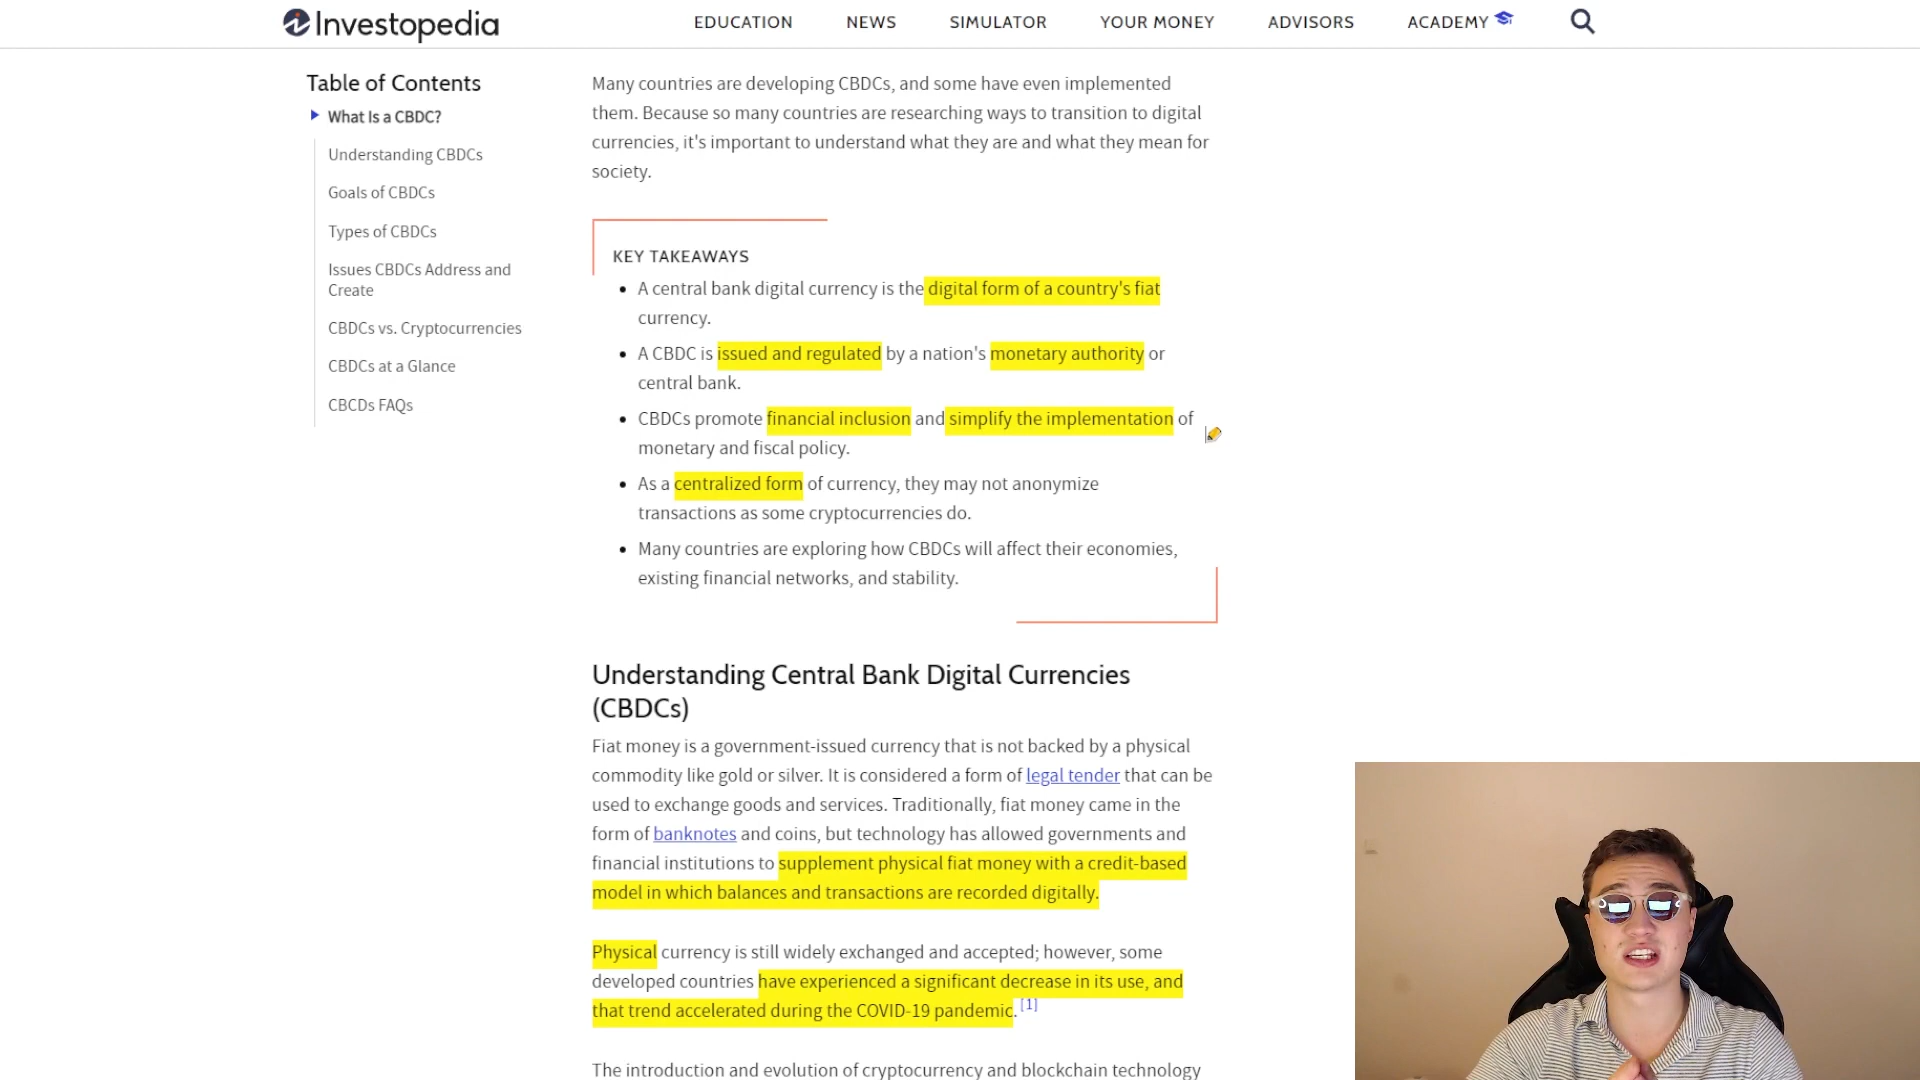 Investopedia
EDUCATION NEWS SIMULATOR YOUR MONEY ADVISORS ACADEMY
Table of Contents
What Is a CBDC?
Understanding CBDCs
Goals of CBDCs
Types of CBDCs
Issues CBDCs Address and
Create
CBDCs vs. Cryptocurrencies
CBDCs at a Glance
CBCDs FAQs
Many countries are developing CBDCs, and some have even implemented
them. Because so many countries are researching ways to transition to digital
currencies, it's important to understand what they are and what they mean for
society.
KEY TAKEAWAYS
• A central bank digital currency is the digital form of a country's fiat
currency.
• A CBDC is issued and regulated by a nation's monetary authority or
central bank.
• CBDCs promote financial inclusion and simplify the implementation of
monetary and fiscal policy.
• As a centralized form of currency, they may not anonymize
transactions as some cryptocurrencies do.
• Many countries are exploring how CBDCs will affect their economies,
existing financial networks, and stability.
Understanding Central Bank Digital Currencies
(CBDCs)
Fiat money is a government-issued currency that is not backed by a physical
commodity like gold or silver. It is considered a form of legal tender that can be
used to exchange goods and services. Traditionally, fiat money came in the
form of banknotes and coins, but technology has allowed governments and
financial institutions to supplement physical fiat money with a credit-based
model in which balances and transactions are recorded digitally.
Physical currency is still widely exchanged and accepted; however, some
developed countries have experienced a significant decrease in its use, and
that trend accelerated during the COVID-19 pandemic. [1]
The introduction and evolution of cryptocurrency and blockchain technology